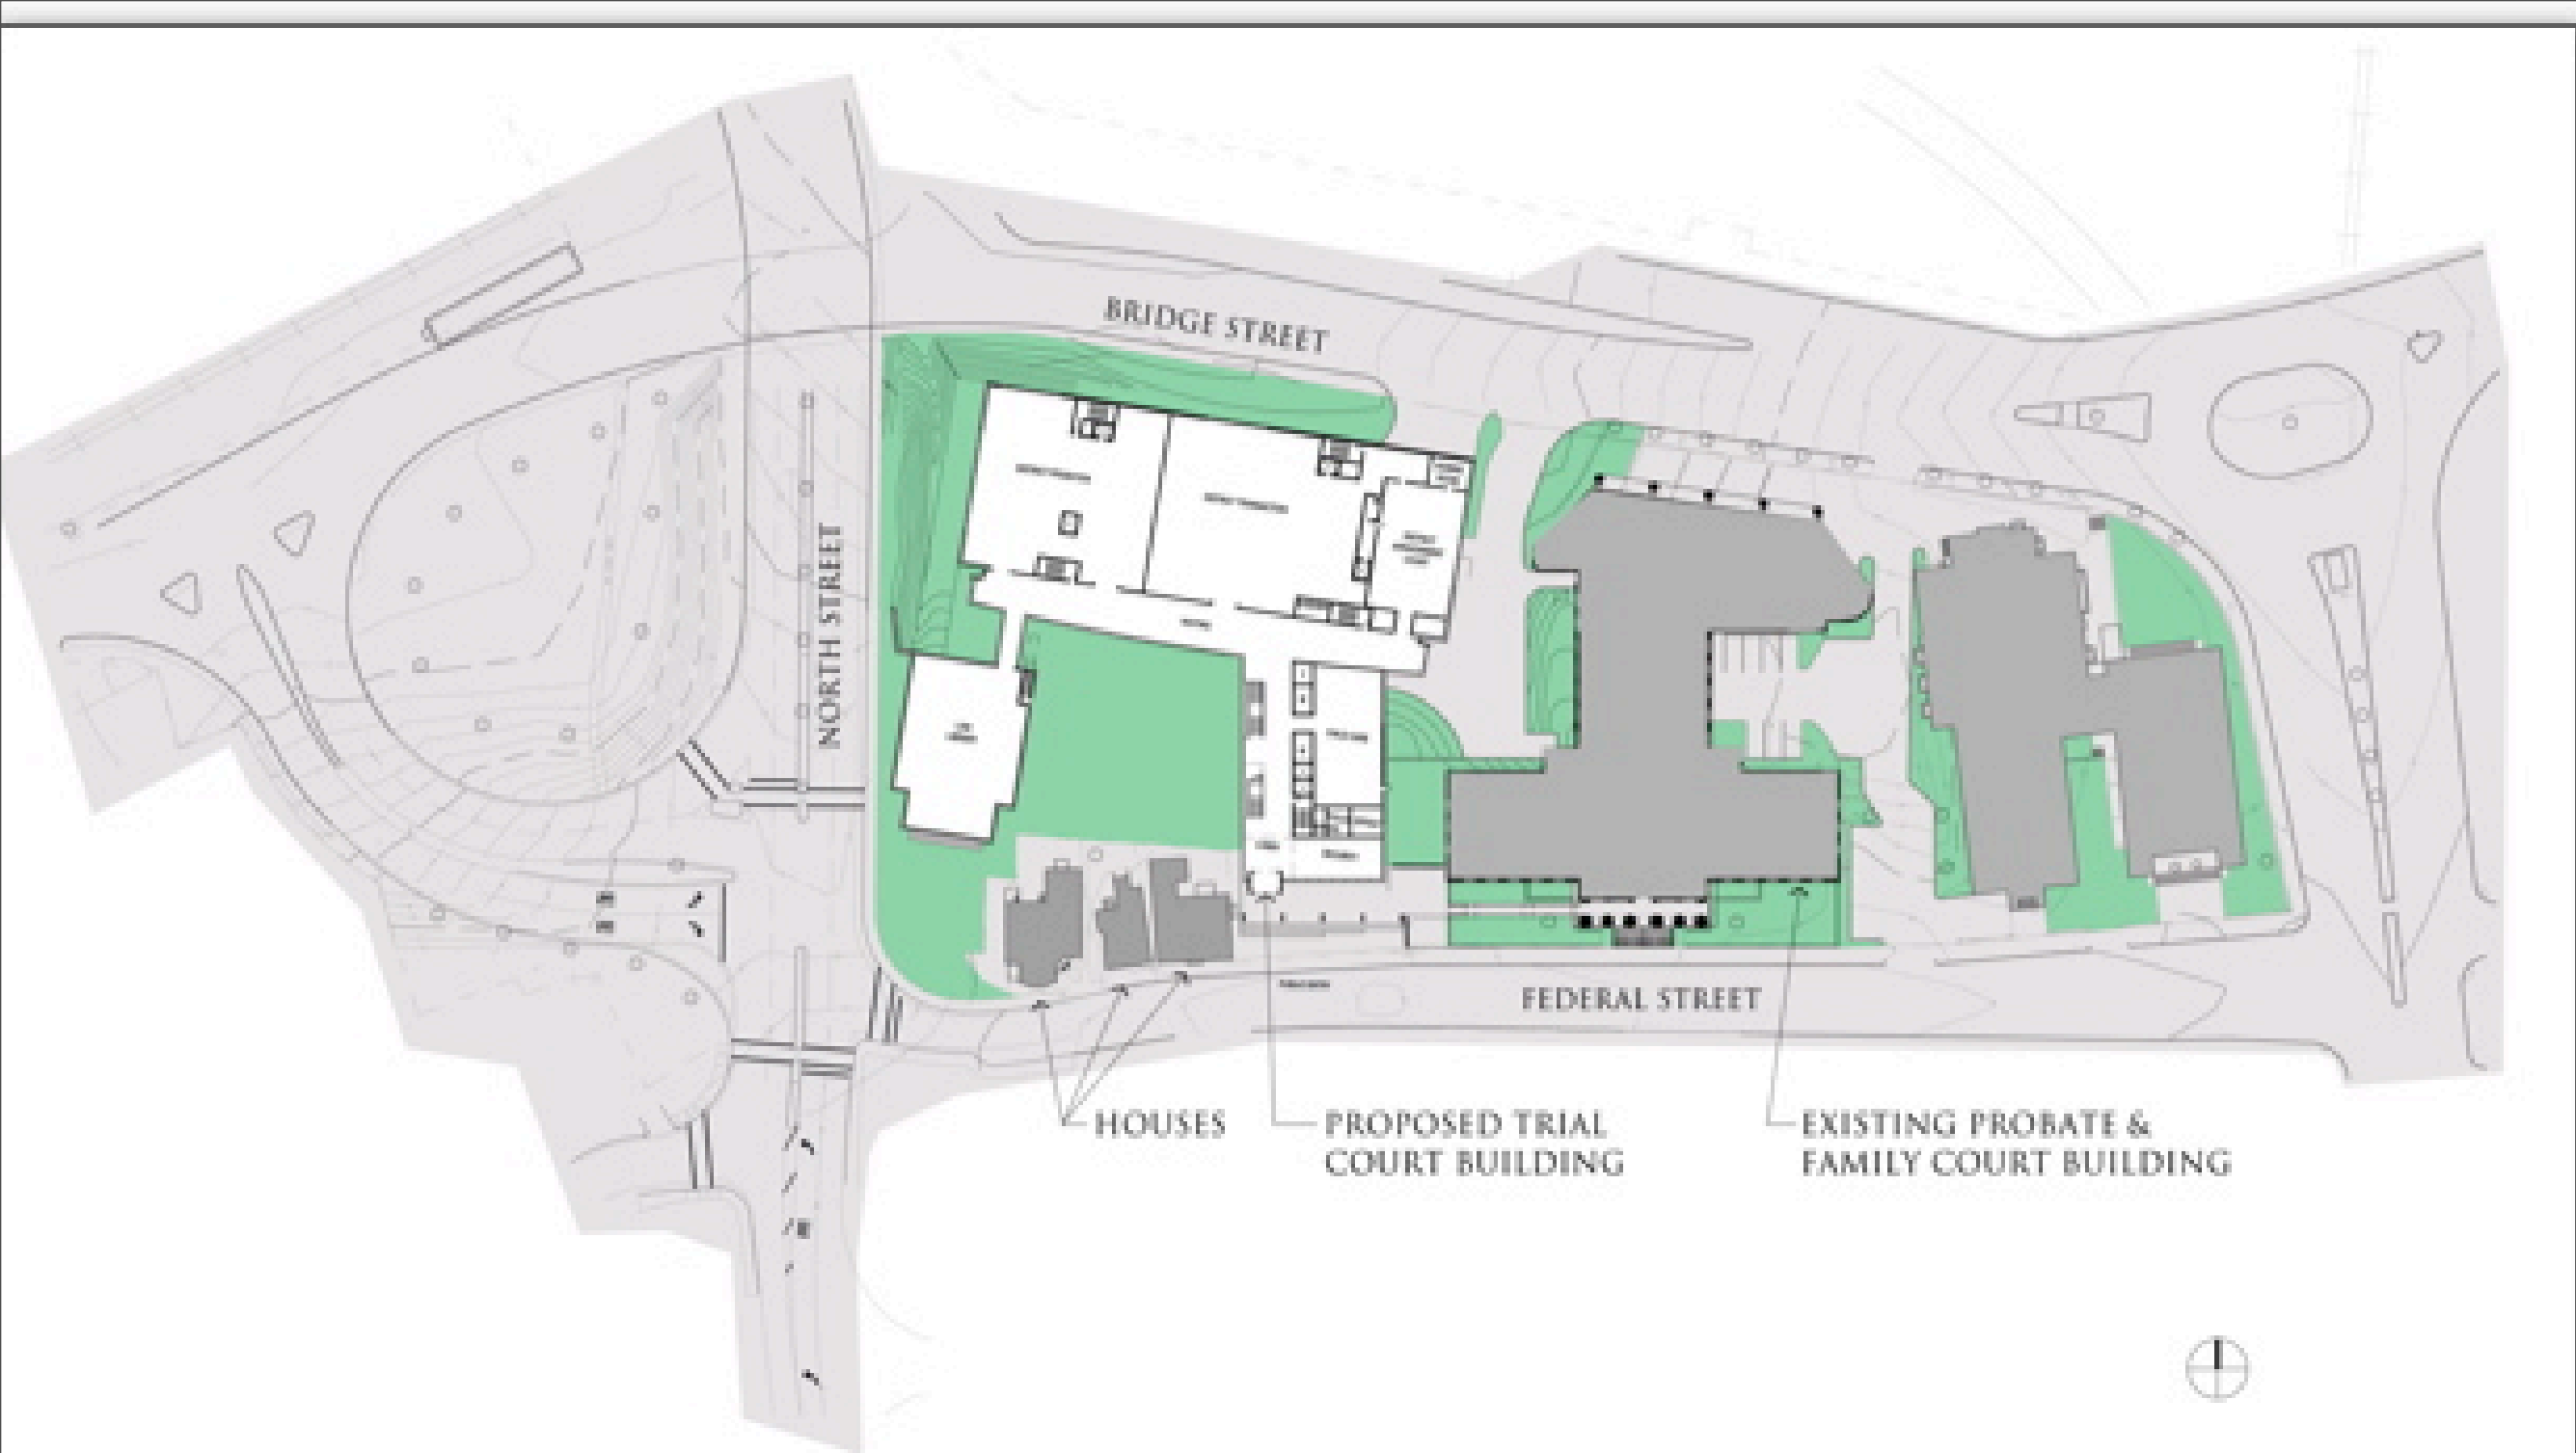 BRIDGE STREET
NORTH STREET
FEDERAL STREET
HOUSES
PROPOSED TRIAL
COURT BUILDING
EXISTING PROBATE &
FAMILY COURT BUILDING